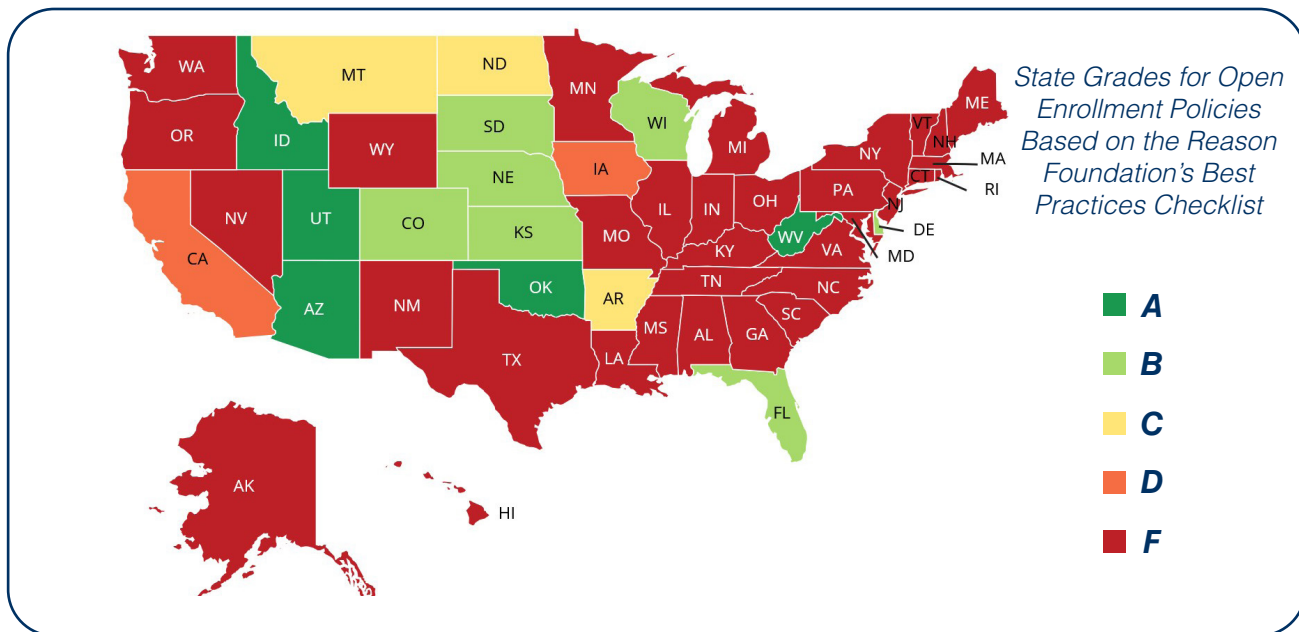 State Grades for Open
Enrollment Policies
Based on the Reason
Foundation's Best
Practices Checklist
WA
MT
ND
MN
ME
VT
NH
OR
ID
SD
WI
WY
MI
NY
MA
IA
NE
PA
CT
RI
NV
UT
CO
IL
IN
OH
NJ
KS
MO
WV
DE
CA
KY
VA
MD
AZ
NM
OK
AR
TN
NC
SC
MS
AL
GA
TX
LA
FL
AK
HI
A
B
C
D
F